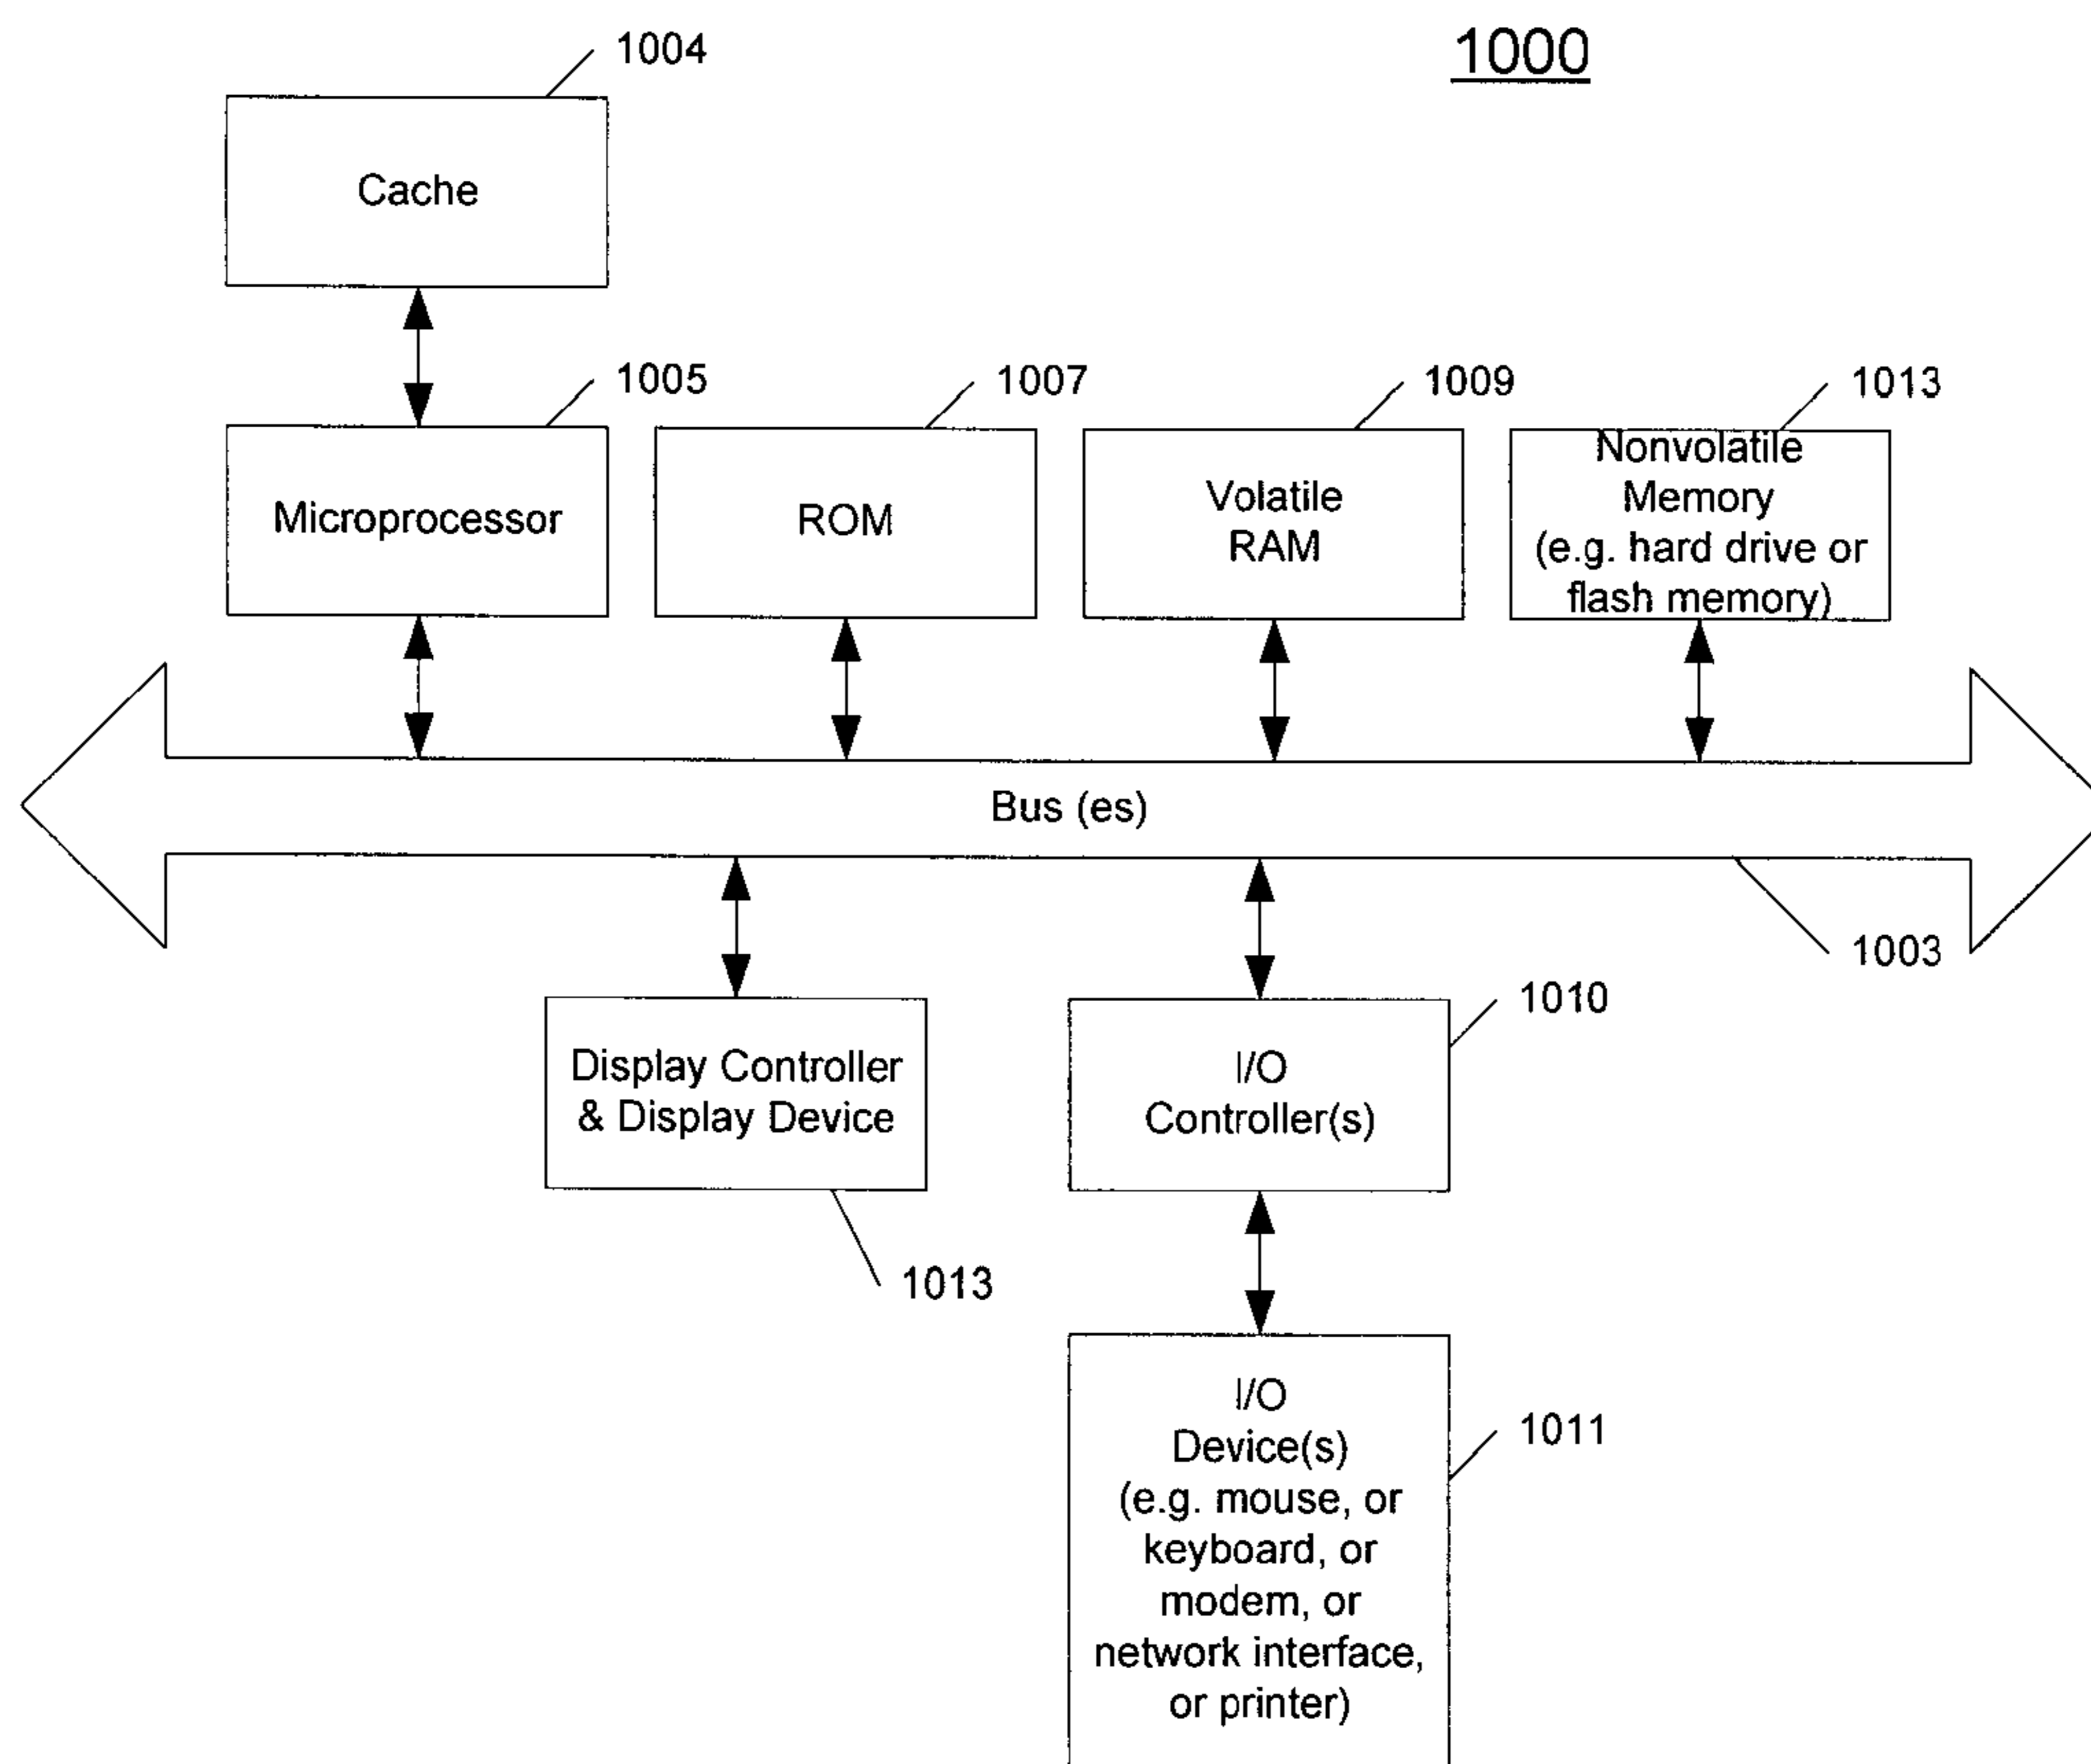 1000
1004
Cache
1005
1007
1009
1013
Microprocessor
ROM
Volatile
RAM
Nonvolatile
Memory
(e.g. hard drive or
flash memory)
Bus (es)
1003
Display Controller
& Display Device
1013
1010
I/O
Controller(s)
1011
I/O
Device(s)
(e.g. mouse, or
keyboard, or
modem, or
network interface,
or printer)